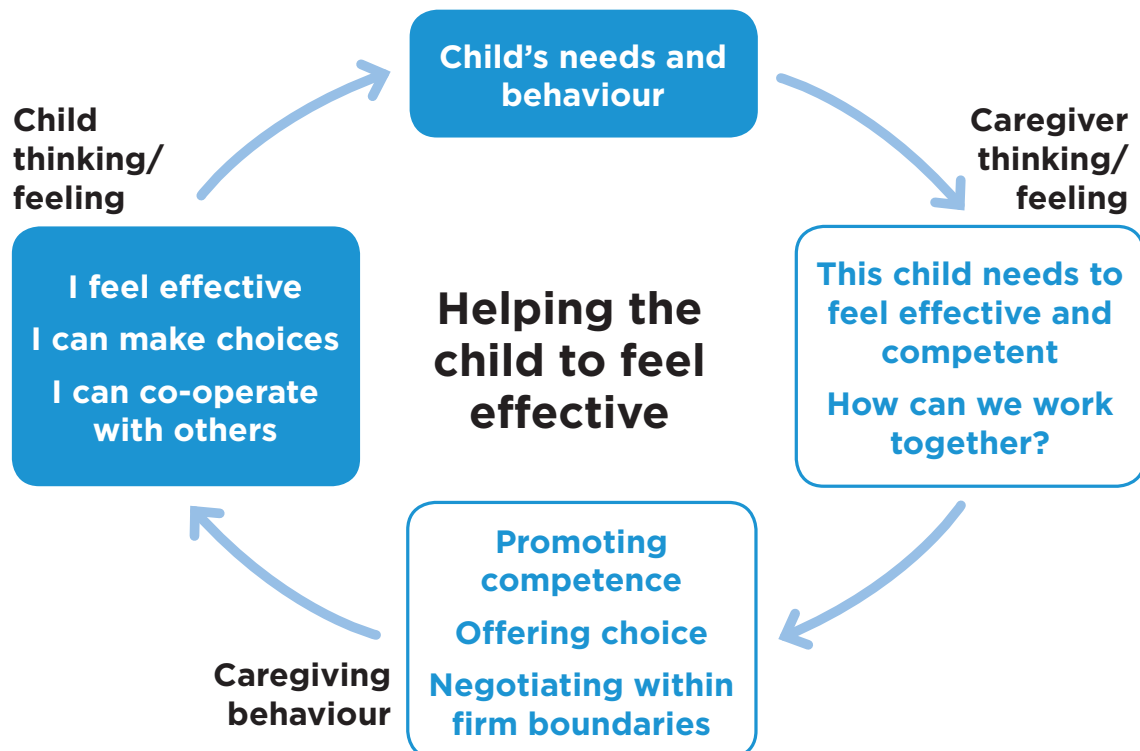 Child’s needs and
behaviour
Caregiver
thinking/
feeling
This child needs to
feel effective and
competent
How can we work
together?
Promoting
competence
Offering choice
Negotiating within
firm boundaries
Caregiving
behaviour
Child
thinking/
feeling
I feel effective
I can make choices
I can co-operate
with others
Helping the
child to feel
effective